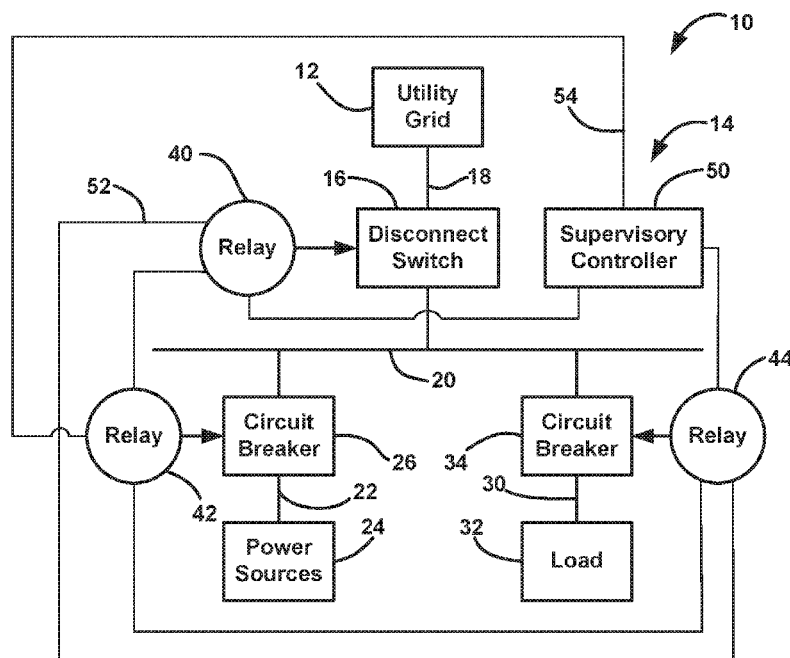 10
12
Utility
Grid
54
14
40
16
18
50
52
Relay
Disconnect
Switch
Supervisory
Controller
20
44
Relay
Circuit
Breaker
26
34
Circuit
Breaker
Relay
42
22
30
24
Power
Sources
32
Load